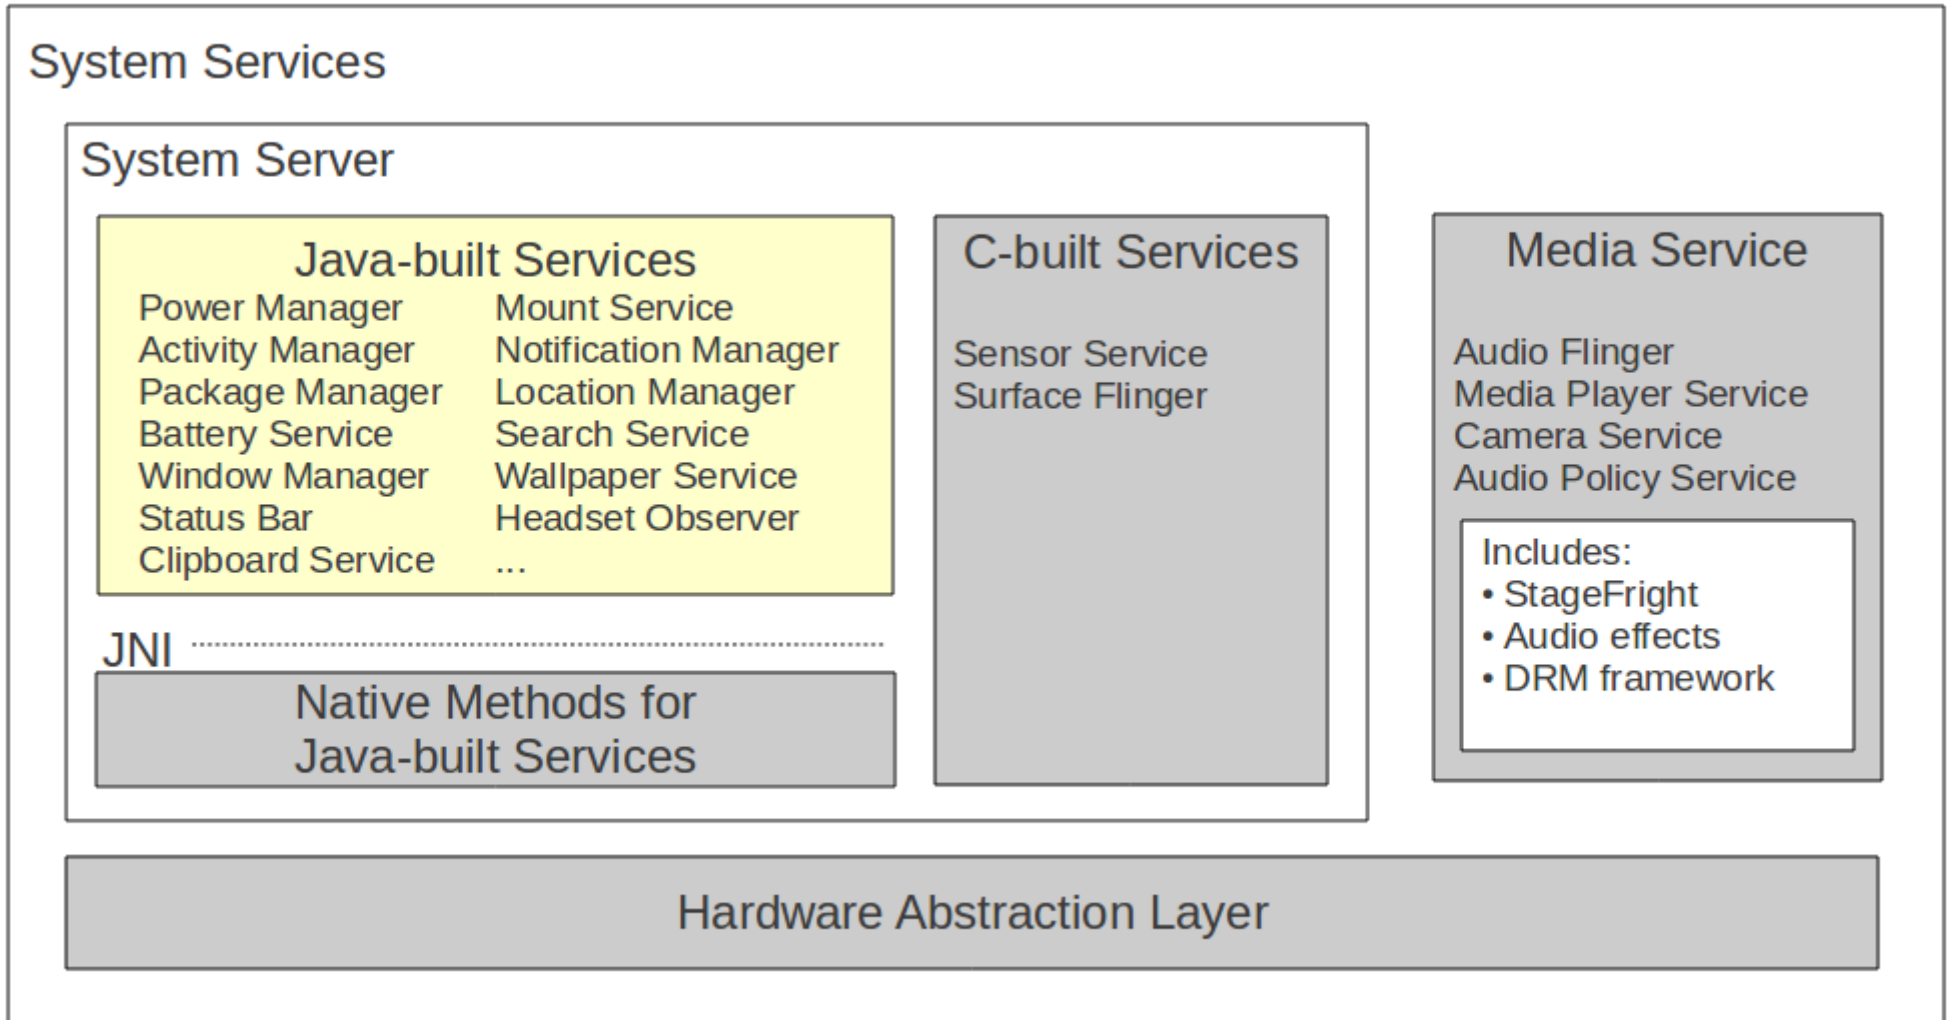 System Services
System Server
Java-built Services
Power Manager
Activity Manager
Package Manager
Battery Service
Window Manager
Status Bar
Clipboard Service
Mount Service
Notification Manager
Location Manager
Search Service
Wallpaper Service
Headset Observer
...
JNI
Native Methods for
Java-built Services
C-built Services
Sensor Service
Surface Flinger
Media Service
Audio Flinger
Media Player Service
Camera Service
Audio Policy Service
Includes:
• StageFright
• Audio effects
• DRM framework
Hardware Abstraction Layer